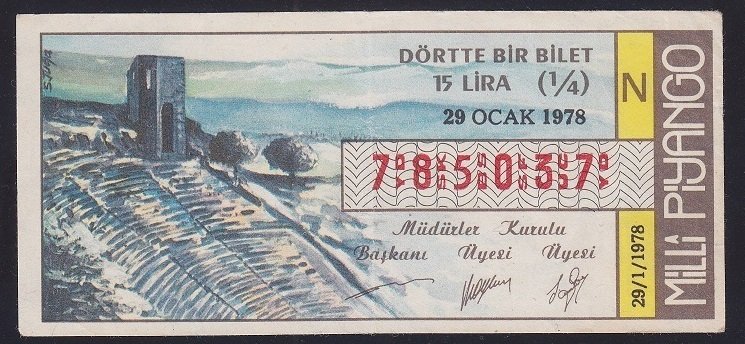 DÖRTTE BİR BİLET
15 LİRA (¼)
29 OCAK 1978
N
785037
Müdürler Kurulu
Başkanı Üyesi Üyesi
29/1/1978
MİLLİ PİYANGO